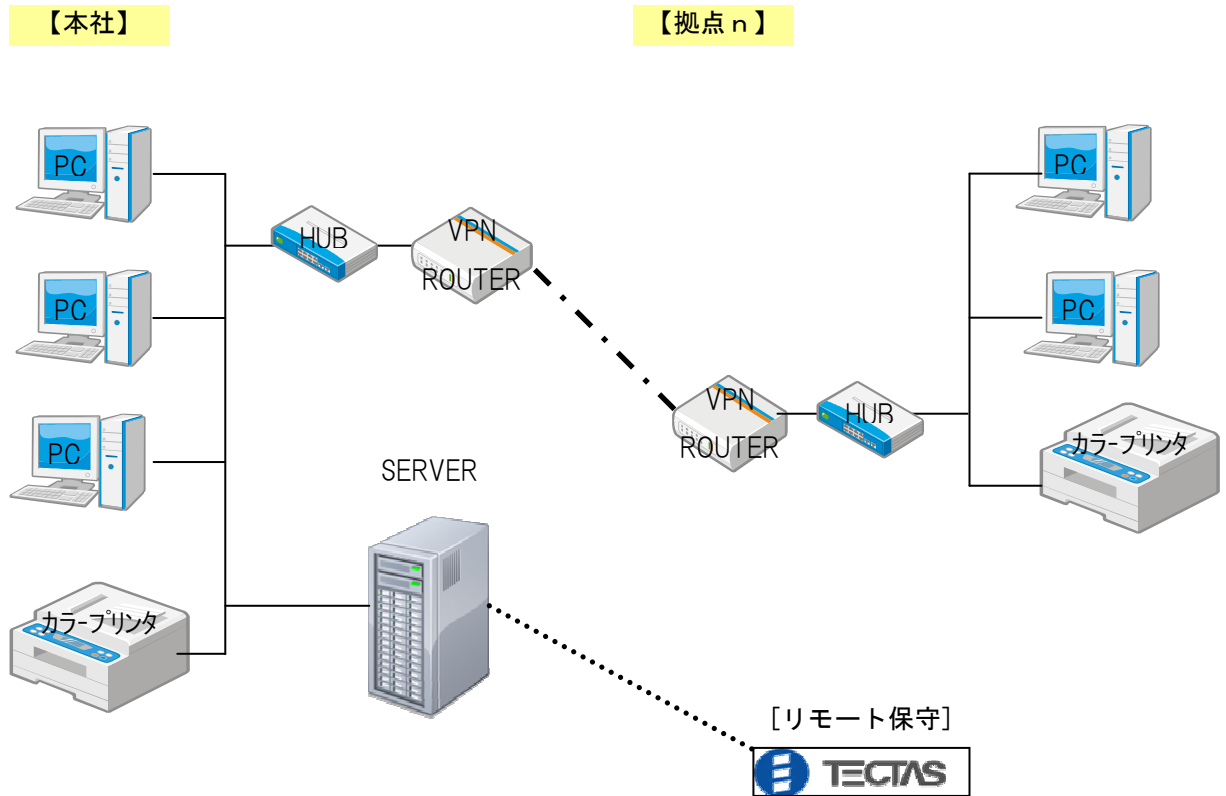 【本社】
【拠点ｎ】
PC
PC
PC
カラープリンタ
HUB
VPN
ROUTER
SERVER
VPN
ROUTER
HUB
PC
PC
カラープリンタ
[リモート保守]
TECTAS